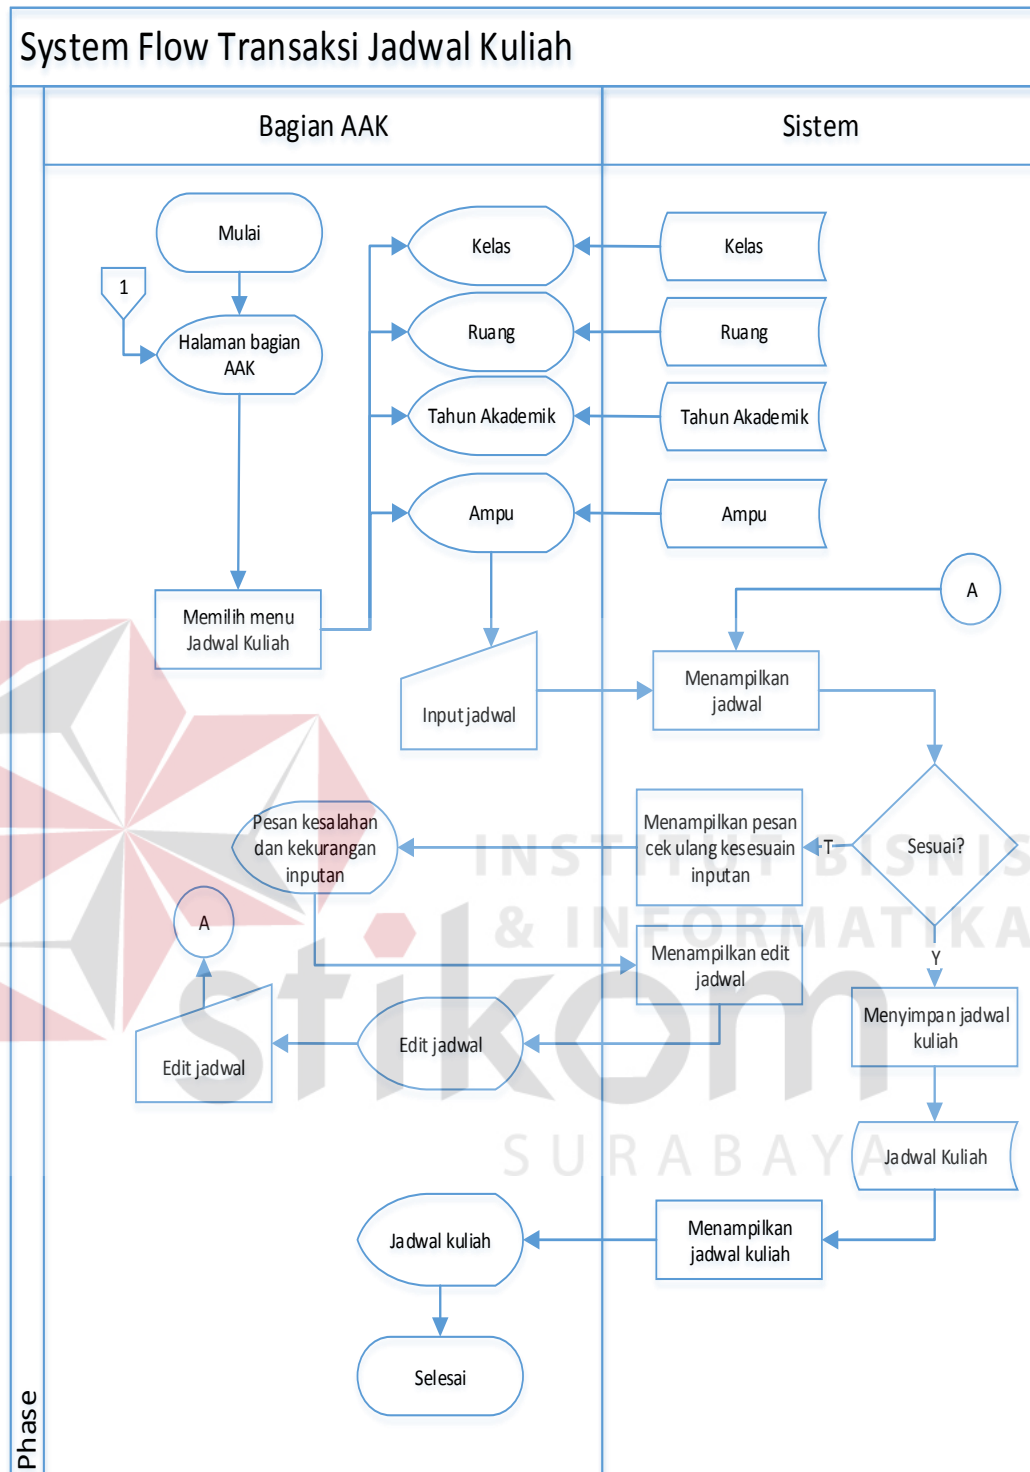 System Flow Transaksi Jadwal Kuliah
Bagian AAK
Sistem
Mulai
Kelas
Kelas
1
Halaman bagian
AAK
Ruang
Ruang
Tahun Akademik
Tahun Akademik
Ampu
Ampu
Memilih menu
Jadwal Kuliah
A
Input jadwal
Menampilkan
jadwal
Sesuai?
T
Menampilkan pesan
cek ulang kesesuain
inputan
Pesan kesalahan
dan kekurangan
inputan
A
Menampilkan edit
jadwal
Y
Edit jadwal
Edit jadwal
Menyimpan jadwal
kuliah
Jadwal Kuliah
Menampilkan
jadwal kuliah
Jadwal kuliah
Selesai
Phase
INSTITUT BISNIS
& INFORMATIKA
stikom
SURABAYA